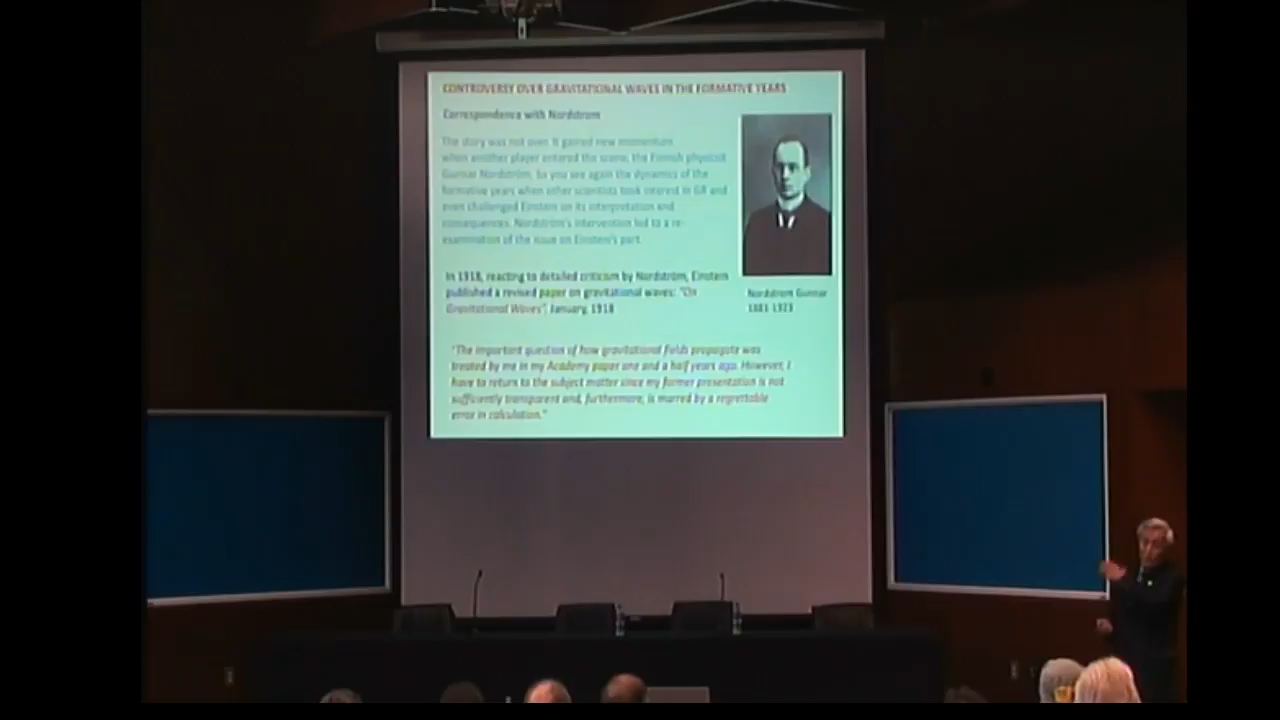 CONTROVERSY OVER GRAVITATIONAL WAVES IN THE FORMATIVE YEARS
Correspondence with Nordstrom
The story was not over. It gained new momentum
when another player entered the scene, the Finnish physicist
Gunnar Nordström. So you see again the dynamics of the
formative years when other scientists took interest in GR and
even challenged Einstein on its interpretation and
consequences. Nordström's intervention led to a re-
examination of the issue on Einstein's part.
In 1918, reacting to detailed criticism by Nordström, Einstein
published a revised paper on gravitational waves: "On
Gravitational Waves", January, 1918
Nordstrom Gunnar
1881-1923
"The important question of how gravitational fields propagate was
treated by me in my Academy paper one and a half years ago. However, I
have to return to the subject matter since my former presentation is not
sufficiently transparent and, furthermore, is marred by a regrettable
error in calculation."